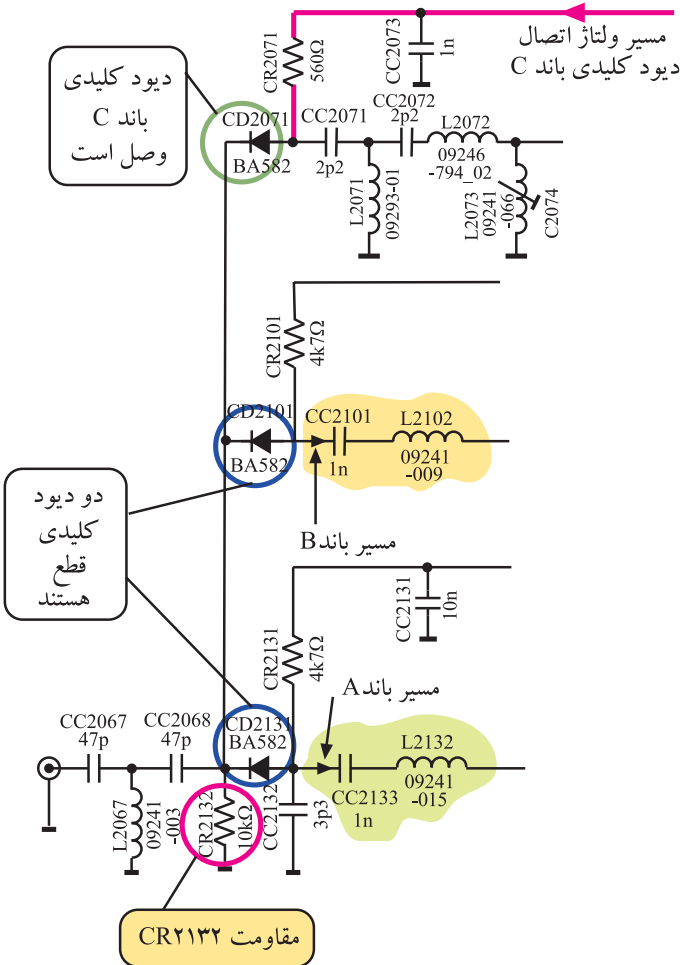 مسیر ولتاژ اتصال
دیود کلیدی باند C
دیود کلیدی
باند C
وصل است
CR2071
560Ω
CC2073
1n
CD2071
BA582
CC2071
2p2
CC2072
2p2
L2072
09246
-794_02
L2071
09293-01
L2073
09241
-066
C2074
CR2101
4k7Ω
CD2101
BA582
CC2101
1n
L2102
09241
-009
مسیر باند B
دو دیود
کلیدی
قطع
هستند
CC2131
10n
CR2131
4k7Ω
مسیر باند A
CC2067
47p
CC2068
47p
CD2131
BA582
L2132
09241
-015
CC2133
1n
L2067
09241
-003
CR2132
10kΩ
CC2132
3p3
مقاومت CR۲۱۳۲